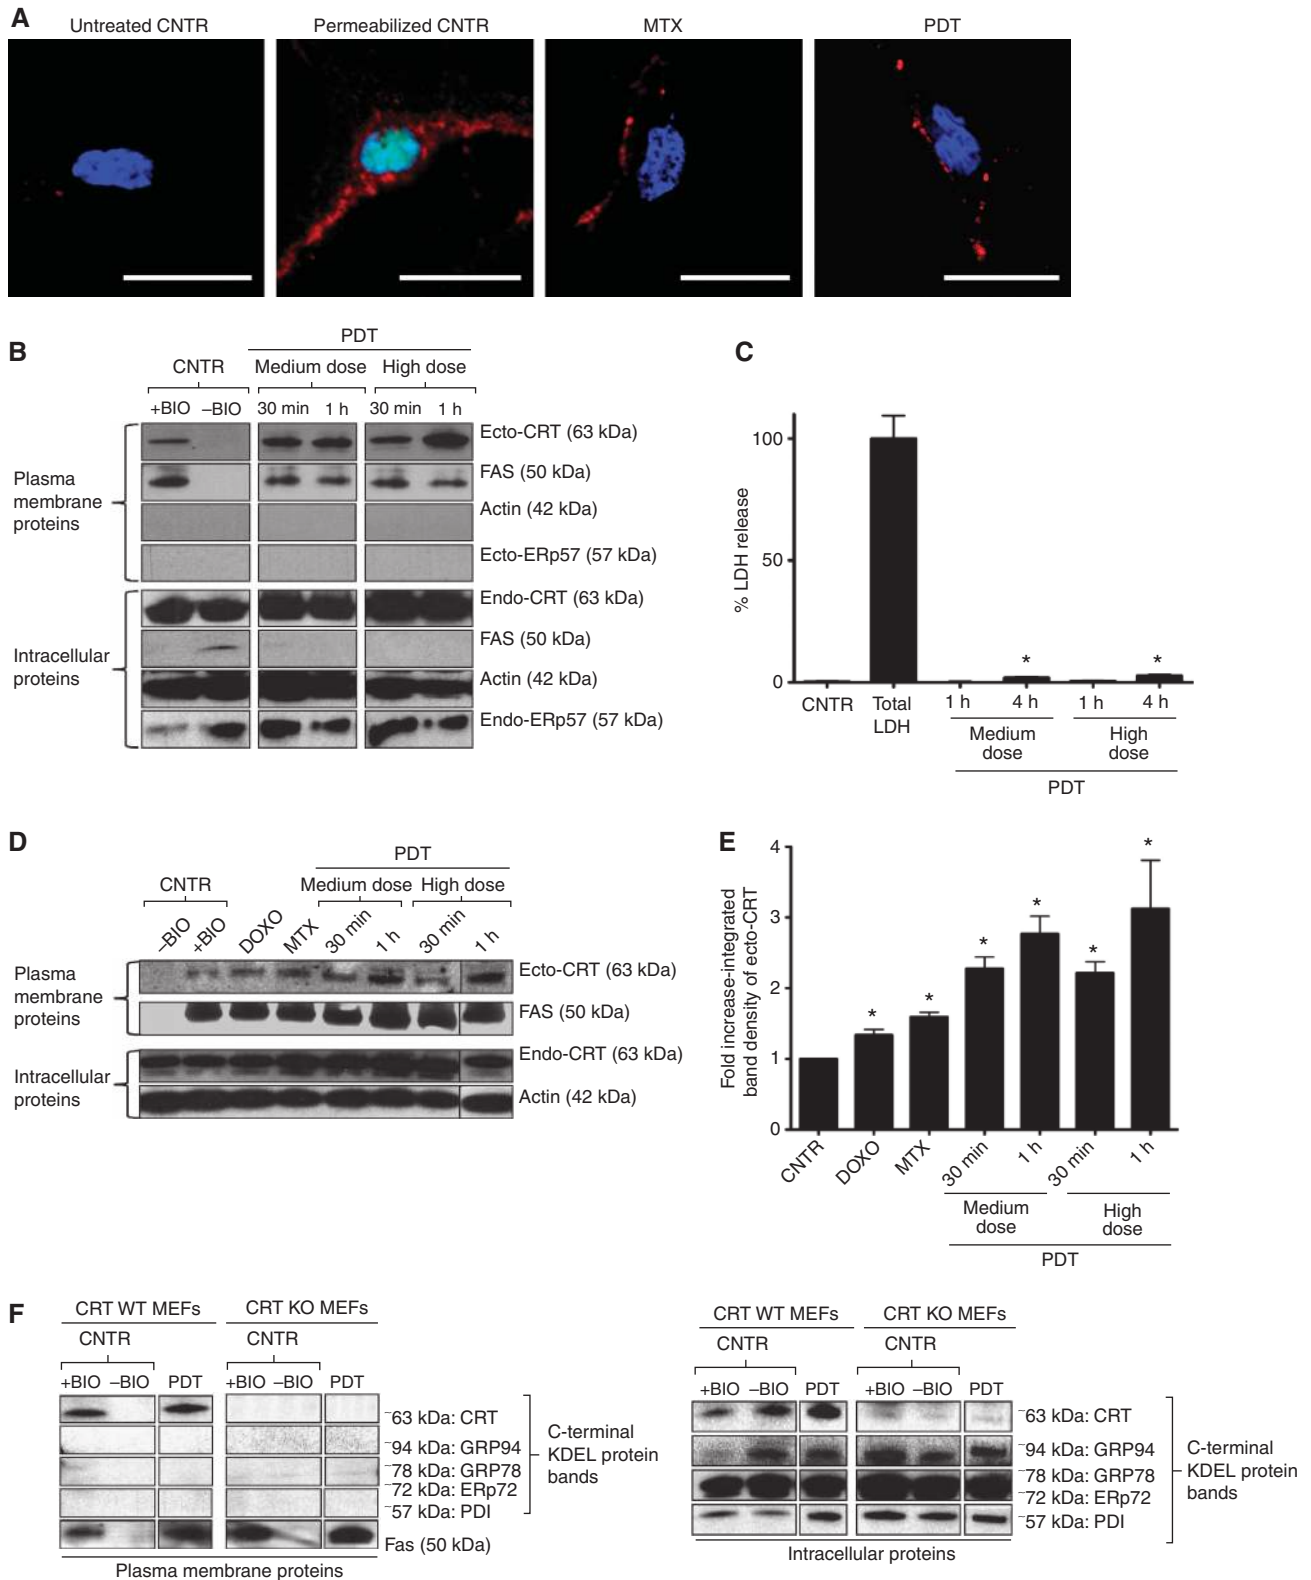 A
Untreated CNTR
Permeabilized CNTR
MTX
PDT
B
PDT
CNTR
Medium dose
High dose
+BIO
–BIO
30 min
1 h
30 min
1 h
Plasma
membrane
proteins
Ecto-CRT (63 kDa)
FAS (50 kDa)
Actin (42 kDa)
Ecto-ERp57 (57 kDa)
Intracellular
proteins
Endo-CRT (63 kDa)
FAS (50 kDa)
Actin (42 kDa)
Endo-ERp57 (57 kDa)
C
% LDH release
100
50
0
*
*
CNTR
Total
LDH
1 h
4 h
1 h
4 h
Medium
dose
High
dose
PDT
D
PDT
CNTR
Medium dose
High dose
–BIO
+BIO
DOXO
MTX
30 min
1 h
30 min
1 h
Plasma
membrane
proteins
Ecto-CRT (63 kDa)
FAS (50 kDa)
Intracellular
proteins
Endo-CRT (63 kDa)
Actin (42 kDa)
E
Fold increase-integrated
band density of ecto-CRT
4
3
2
1
0
*
*
*
*
*
*
CNTR
DOXO
MTX
30 min
1 h
30 min
1 h
Medium
dose
High
dose
PDT
F
CRT WT MEFs
CRT KO MEFs
CNTR
CNTR
+BIO
–BIO
PDT
+BIO
–BIO
PDT
~63 kDa: CRT
~94 kDa: GRP94
~78 kDa: GRP78
~72 kDa: ERp72
~57 kDa: PDI
Fas (50 kDa)
C-terminal
KDEL protein
bands
Plasma membrane proteins
CRT WT MEFs
CRT KO MEFs
CNTR
CNTR
+BIO
–BIO
PDT
+BIO
–BIO
PDT
~63 kDa: CRT
~94 kDa: GRP94
~78 kDa: GRP78
~72 kDa: ERp72
~57 kDa: PDI
C-terminal
KDEL protein
bands
Intracellular proteins